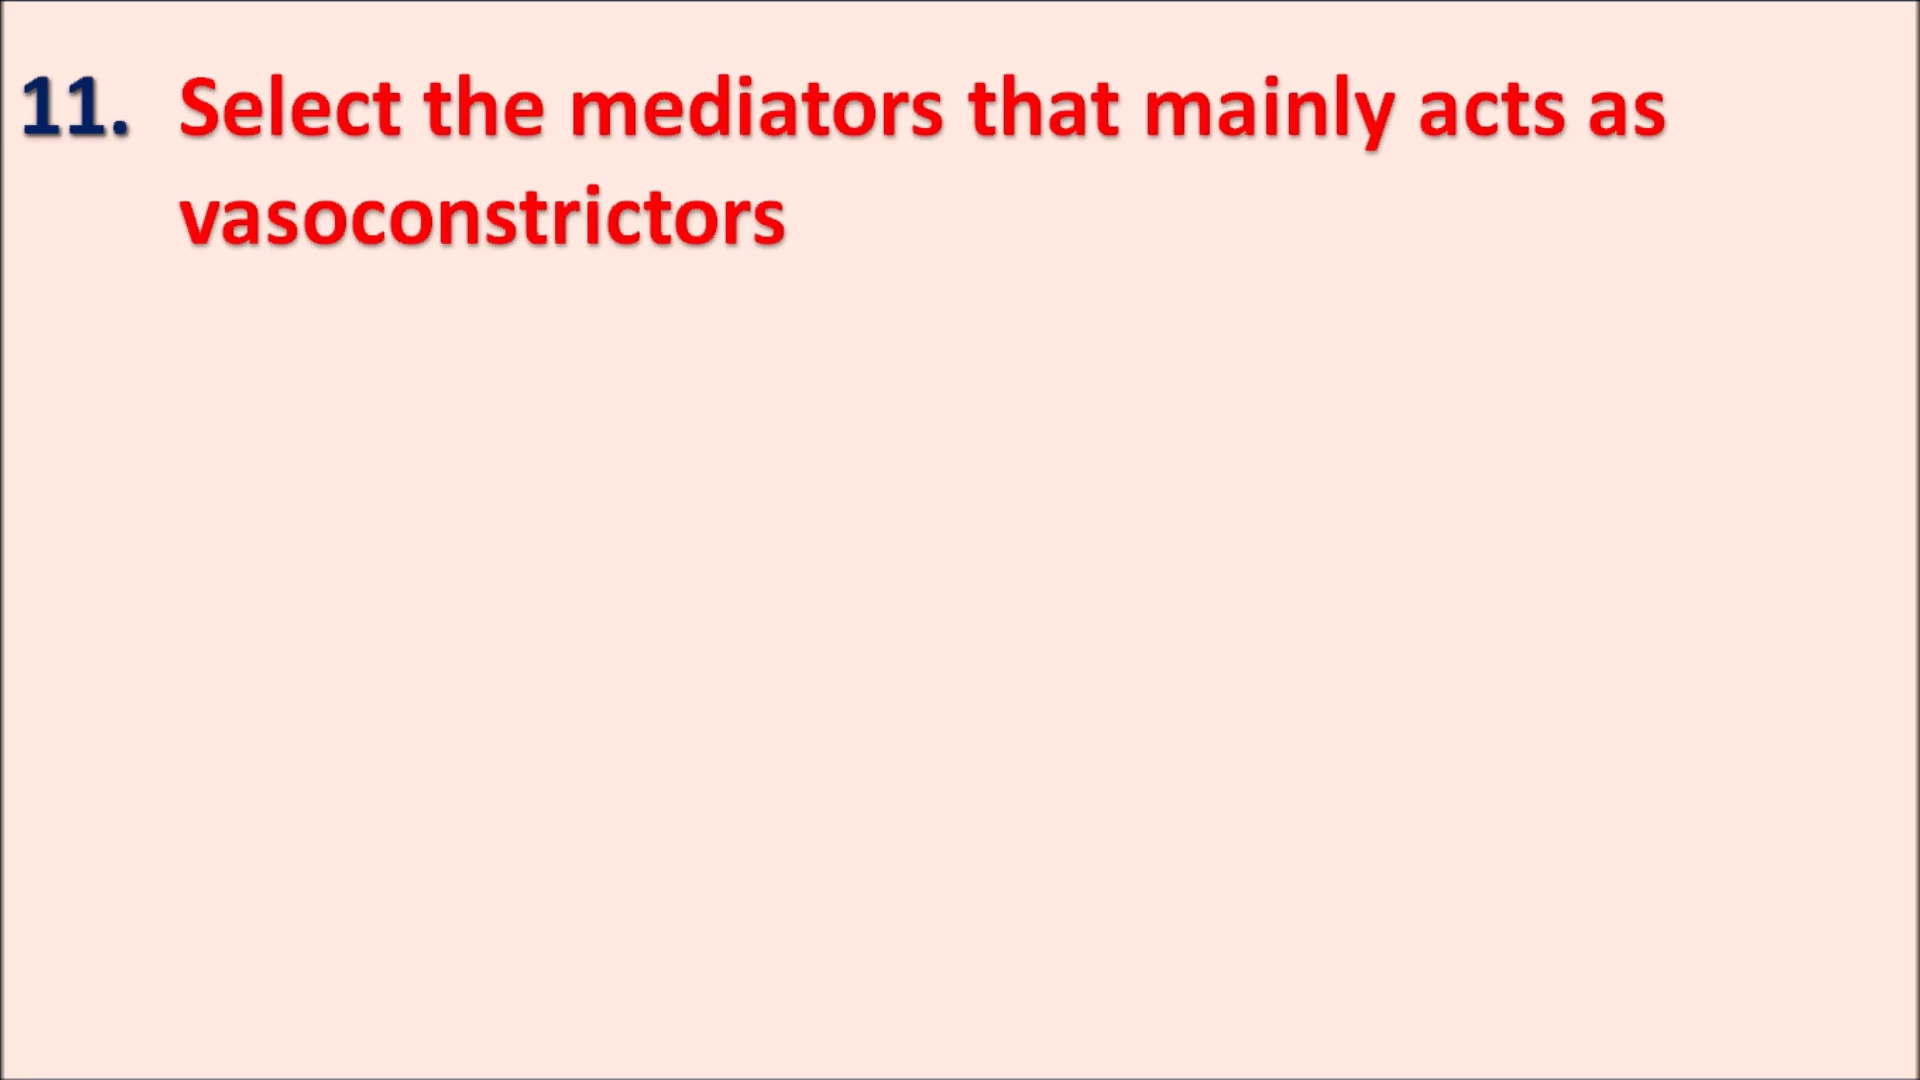 11. Select the mediators that mainly acts as
vasoconstrictors